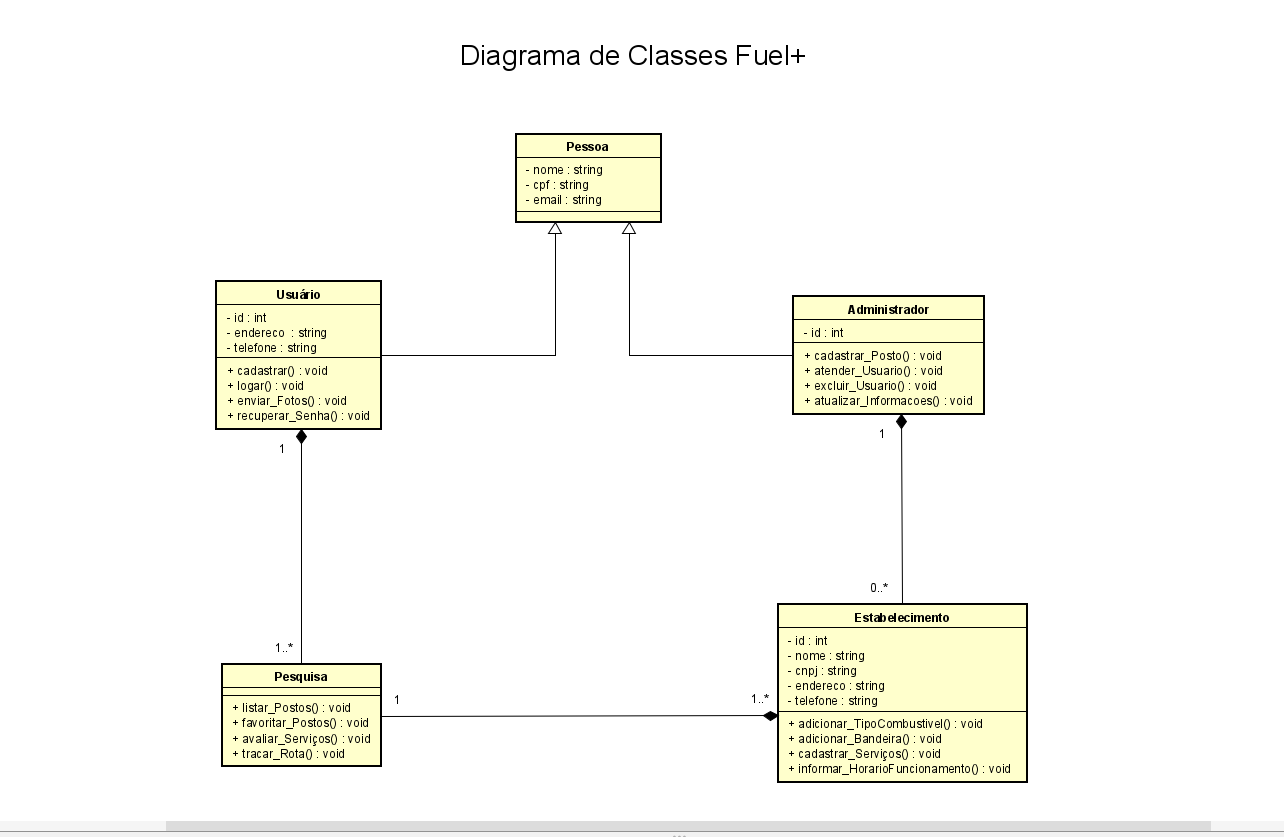 Diagrama de Classes Fuel+
Pessoa
- nome : string
- cpf : string
- email : string
Usuário
- id : int
- endereco : string
- telefone : string
+ cadastrar() : void
+ logar() : void
+ enviar_Fotos() : void
+ recuperar_Senha() : void
Administrador
- id : int
+ cadastrar_Posto() : void
+ atender_Usuario() : void
+ excluir_Usuario() : void
+ atualizar_Informacoes() : void
1
1
0..*
1..*
Pesquisa
+ listar_Postos() : void
+ favoritar_Postos() : void
+ avaliar_Serviços() : void
+ tracar_Rota() : void
1
1..*
Estabelecimento
- id : int
- nome : string
- cnpj : string
- endereco : string
- telefone : string
+ adicionar_TipoCombustivel() : void
+ adicionar_Bandeira() : void
+ cadastrar_Serviços() : void
+ informar_HorarioFuncionamento() : void